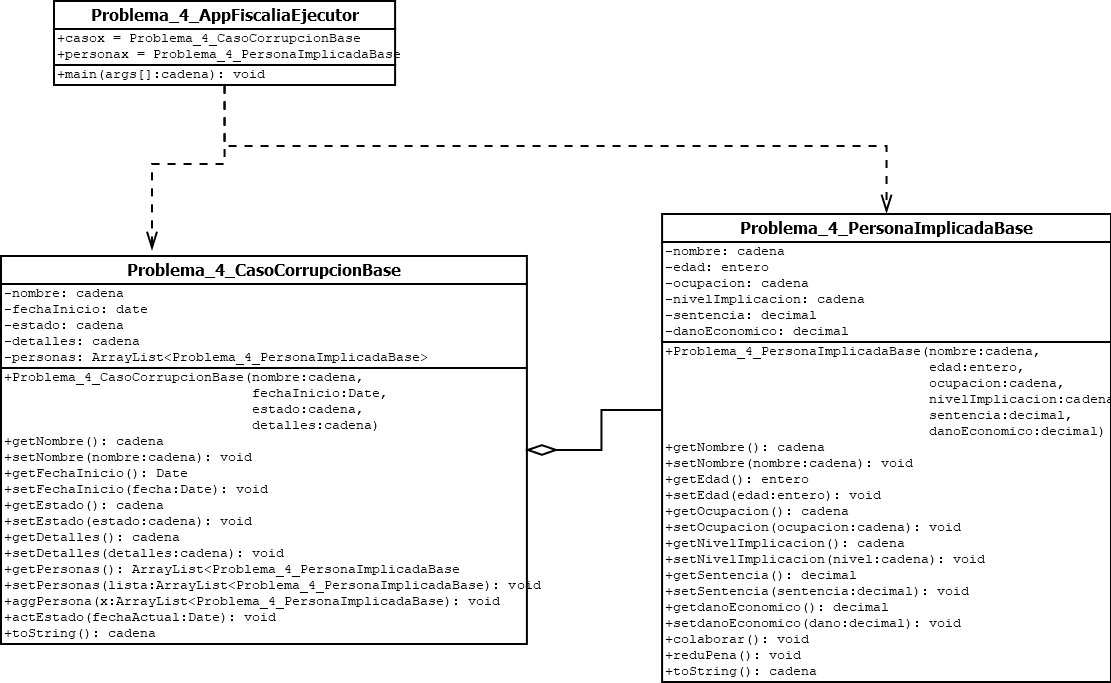 Problema_4_AppFiscaliaEjecutor
+casox = Problema_4_CasoCorrupcionBase
+personax = Problema_4_PersonaImplicadaBase
+main(args[]:cadena): void
Problema_4_CasoCorrupcionBase
-nombre: cadena
-fechaInicio: date
-estado: cadena
-detalles: cadena
-personas: ArrayList<Problema_4_PersonaImplicadaBase>
+Problema_4_CasoCorrupcionBase(nombre:cadena,
fechaInicio:Date,
estado:cadena,
detalles:cadena)
+getNombre(): cadena
+setNombre(nombre:cadena): void
+getFechaInicio(): Date
+setFechaInicio(fecha:Date): void
+getEstado(): cadena
+setEstado(estado:cadena): void
+getDetalles(): cadena
+setDetalles(detalles:cadena): void
+getPersonas(): ArrayList<Problema_4_PersonaImplicadaBase
+setPersonas(lista:ArrayList<Problema_4_PersonaImplicadaBase): void
+aggPersona(x:ArrayList<Problema_4_PersonaImplicadaBase): void
+actEstado(fechaActual:Date): void
+toString(): cadena
Problema_4_PersonaImplicadaBase
-nombre: cadena
-edad: entero
-ocupacion: cadena
-nivelImplicacion: cadena
-sentencia: decimal
-danoEconomico: decimal
+Problema_4_PersonaImplicadaBase(nombre:cadena,
edad:entero,
ocupacion:cadena,
nivelImplicacion:cadena
sentencia:decimal,
danoEconomico:decimal)
+getNombre(): cadena
+setNombre(nombre:cadena): void
+getEdad(): entero
+setEdad(edad:entero): void
+getOcupacion(): cadena
+setOcupacion(ocupacion:cadena): void
+getNivelImplicacion(): cadena
+setNivelImplicacion(nivel:cadena): void
+getSentencia(): decimal
+setSentencia(sentencia:decimal): void
+getdanoEconomico(): decimal
+setdanoEconomico(dano:decimal): void
+colaborar(): void
+reduPena(): void
+toString(): cadena